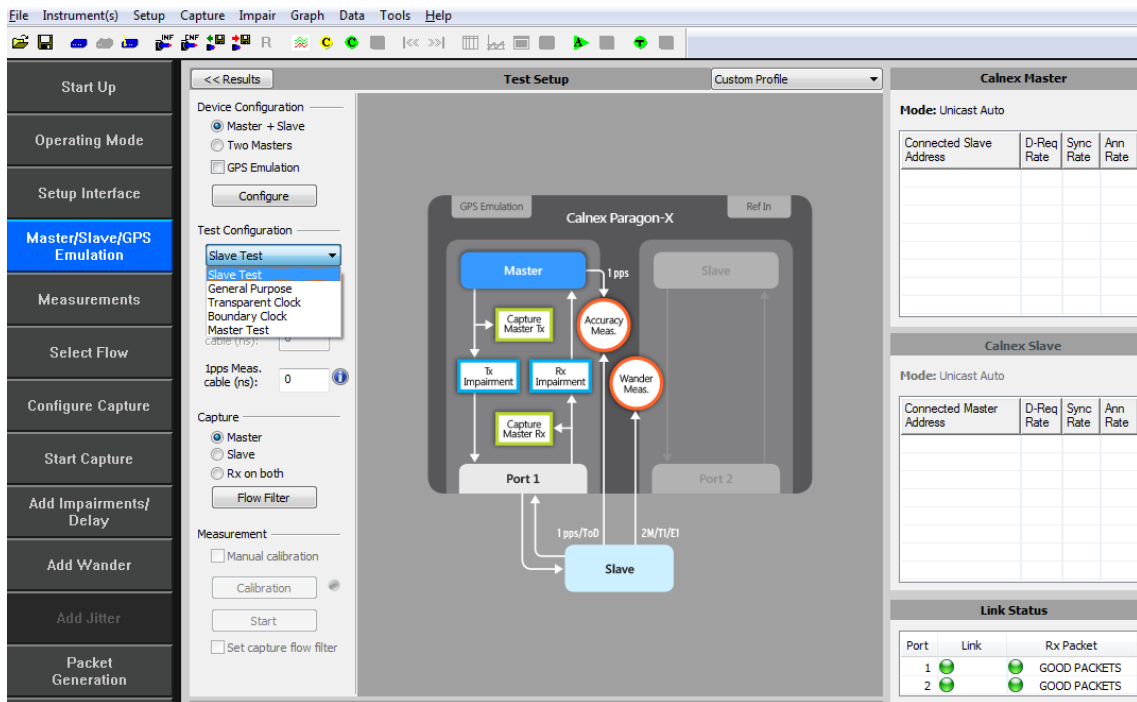 File Instrument(s) Setup Capture Impair Graph Data Tools Help
Start Up
Operating Mode
Setup Interface
Master/Slave/GPS
Emulation
Measurements
Select Flow
Configure Capture
Start Capture
Add Impairments/
Delay
Add Wander
Add Jitter
Packet
Generation
<< Results
Test Setup
Custom Profile
Device Configuration
Master + Slave
Two Masters
GPS Emulation
Configure
Test Configuration
Slave Test
Slave Test
General Purpose
Transparent Clock
Boundary Clock
Master Test
cable (ns): 0
1pps Meas.
cable (ns): 0
Capture
Master
Slave
Rx on both
Flow Filter
Measurement
Manual calibration
Calibration
Start
Set capture flow filter
GPS Emulation
Calnex Paragon-X
Ref In
Master
1 pps
Slave
Capture
Master Tx
Accuracy
Meas.
Tx
Impairment
Rx
Impairment
Wander
Meas.
Capture
Master Rx
Port 1
Port 2
1 pps/ToD
2M/T1/E1
Slave
Calnex Master
Mode: Unicast Auto
Connected Slave
Address
D-Req
Rate
Sync
Rate
Ann
Rate
Calnex Slave
Mode: Unicast Auto
Connected Master
Address
D-Req
Rate
Sync
Rate
Ann
Rate
Link Status
Port Link Rx Packet
1 GOOD PACKETS
2 GOOD PACKETS